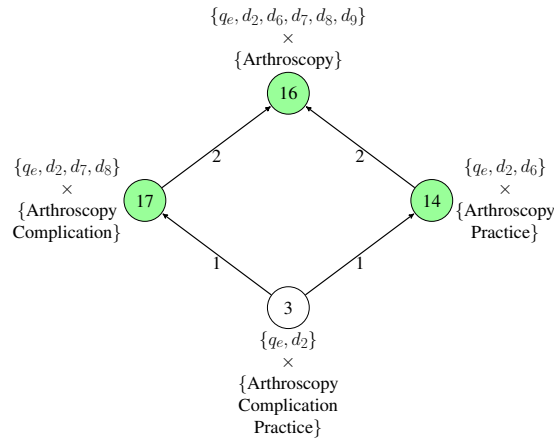 {q_e, d_2, d_6, d_7, d_8, d_9}
×
{Arthroscopy}
16
2
2
{q_e, d_2, d_7, d_8}
×
{Arthroscopy
Complication}
17
14
{q_e, d_2, d_6}
×
{Arthroscopy
Practice}
1
1
3
{q_e, d_2}
×
{Arthroscopy
Complication
Practice}